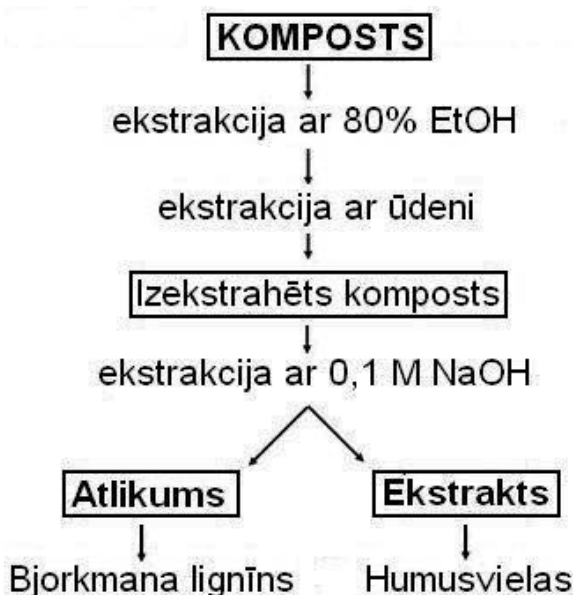 KOMPOSTS
ekstrakcija ar 80% EtOH
ekstrakcija ar ūdeni
Izekstrahēts komposts
ekstrakcija ar 0,1 M NaOH
Atlikums Ekstrakts
Bjorkmana lignīns Humusvielas